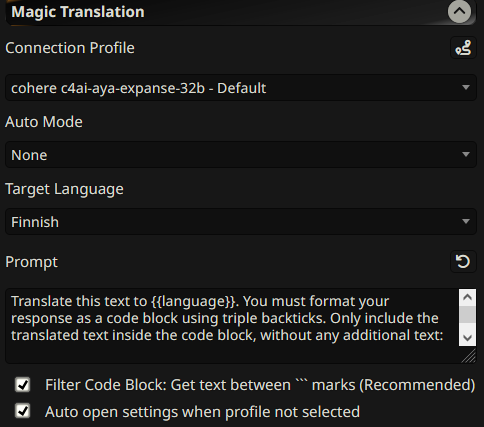 Magic Translation
Connection Profile
cohere c4ai-aya-expanse-32b - Default
Auto Mode
None
Target Language
Finnish
Prompt
Translate this text to {{language}}. You must format your
response as a code block using triple backticks. Only include the
translated text inside the code block, without any additional text:
Filter Code Block: Get text between ``` marks (Recommended)
Auto open settings when profile not selected